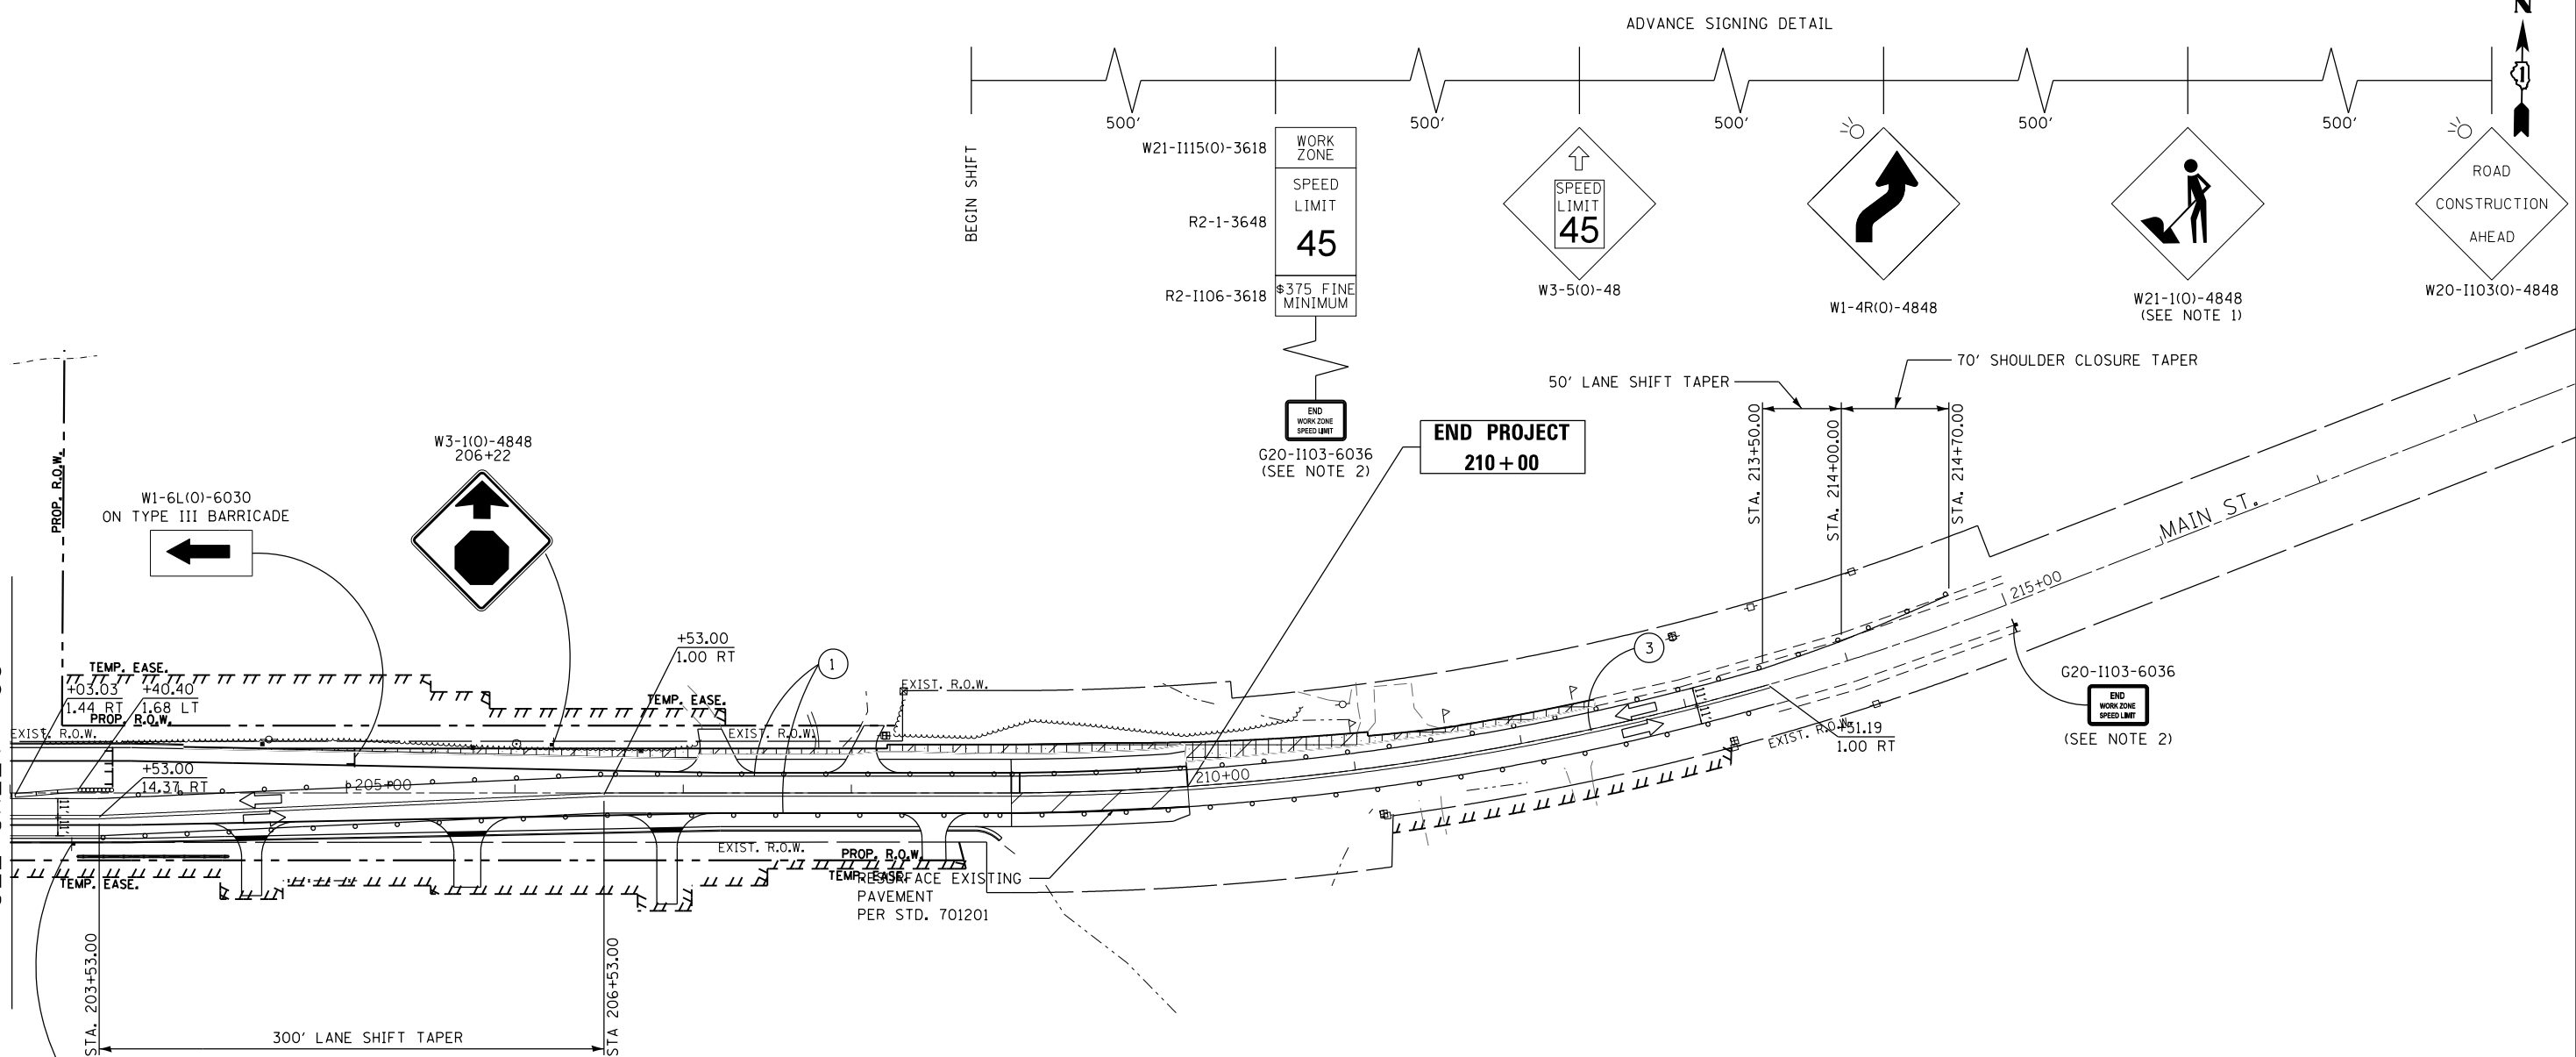 N
ADVANCE SIGNING DETAIL
500'
500'
500'
500'
500'
BEGIN SHIFT
W21-I115(O)-3618
WORK
ZONE
R2-1-3648
SPEED
LIMIT
45
R2-I106-3618
$375 FINE
MINIMUM
SPEED
LIMIT
45
W3-5(O)-48
W1-4R(O)-4848
W21-1(O)-4848
(SEE NOTE 1)
ROAD
CONSTRUCTION
AHEAD
W20-I103(O)-4848
END
WORK ZONE
SPEED LIMIT
G20-I103-6036
(SEE NOTE 2)
END PROJECT
210+00
50' LANE SHIFT TAPER
70' SHOULDER CLOSURE TAPER
STA. 213+50.00
STA. 214+00.00
STA. 214+70.00
MAIN ST.
215+00
W3-1(O)-4848
206+22
W1-6L(O)-6030
ON TYPE III BARRICADE
PROP. R.O.W.
TEMP. EASE.
+03.03
1.44 RT
+40.40
1.68 LT
PROP. R.O.W.
EXIST. R.O.W.
+53.00
14.37 RT
205+00
+53.00
1.00 RT
1
TEMP. EASE.
EXIST. R.O.W.
EXIST. R.O.W.
3
210+00
EXIST. R.O.W.
+51.19
1.00 RT
G20-I103-6036
END
WORK ZONE
SPEED LIMIT
(SEE NOTE 2)
11'
11'
11'
11'
EXIST. R.O.W.
PROP. R.O.W.
TEMP. EASE.
TEMP. EASE.
RESURFACE EXISTING
PAVEMENT
PER STD. 701201
STA. 203+53.00
STA 206+53.00
300' LANE SHIFT TAPER